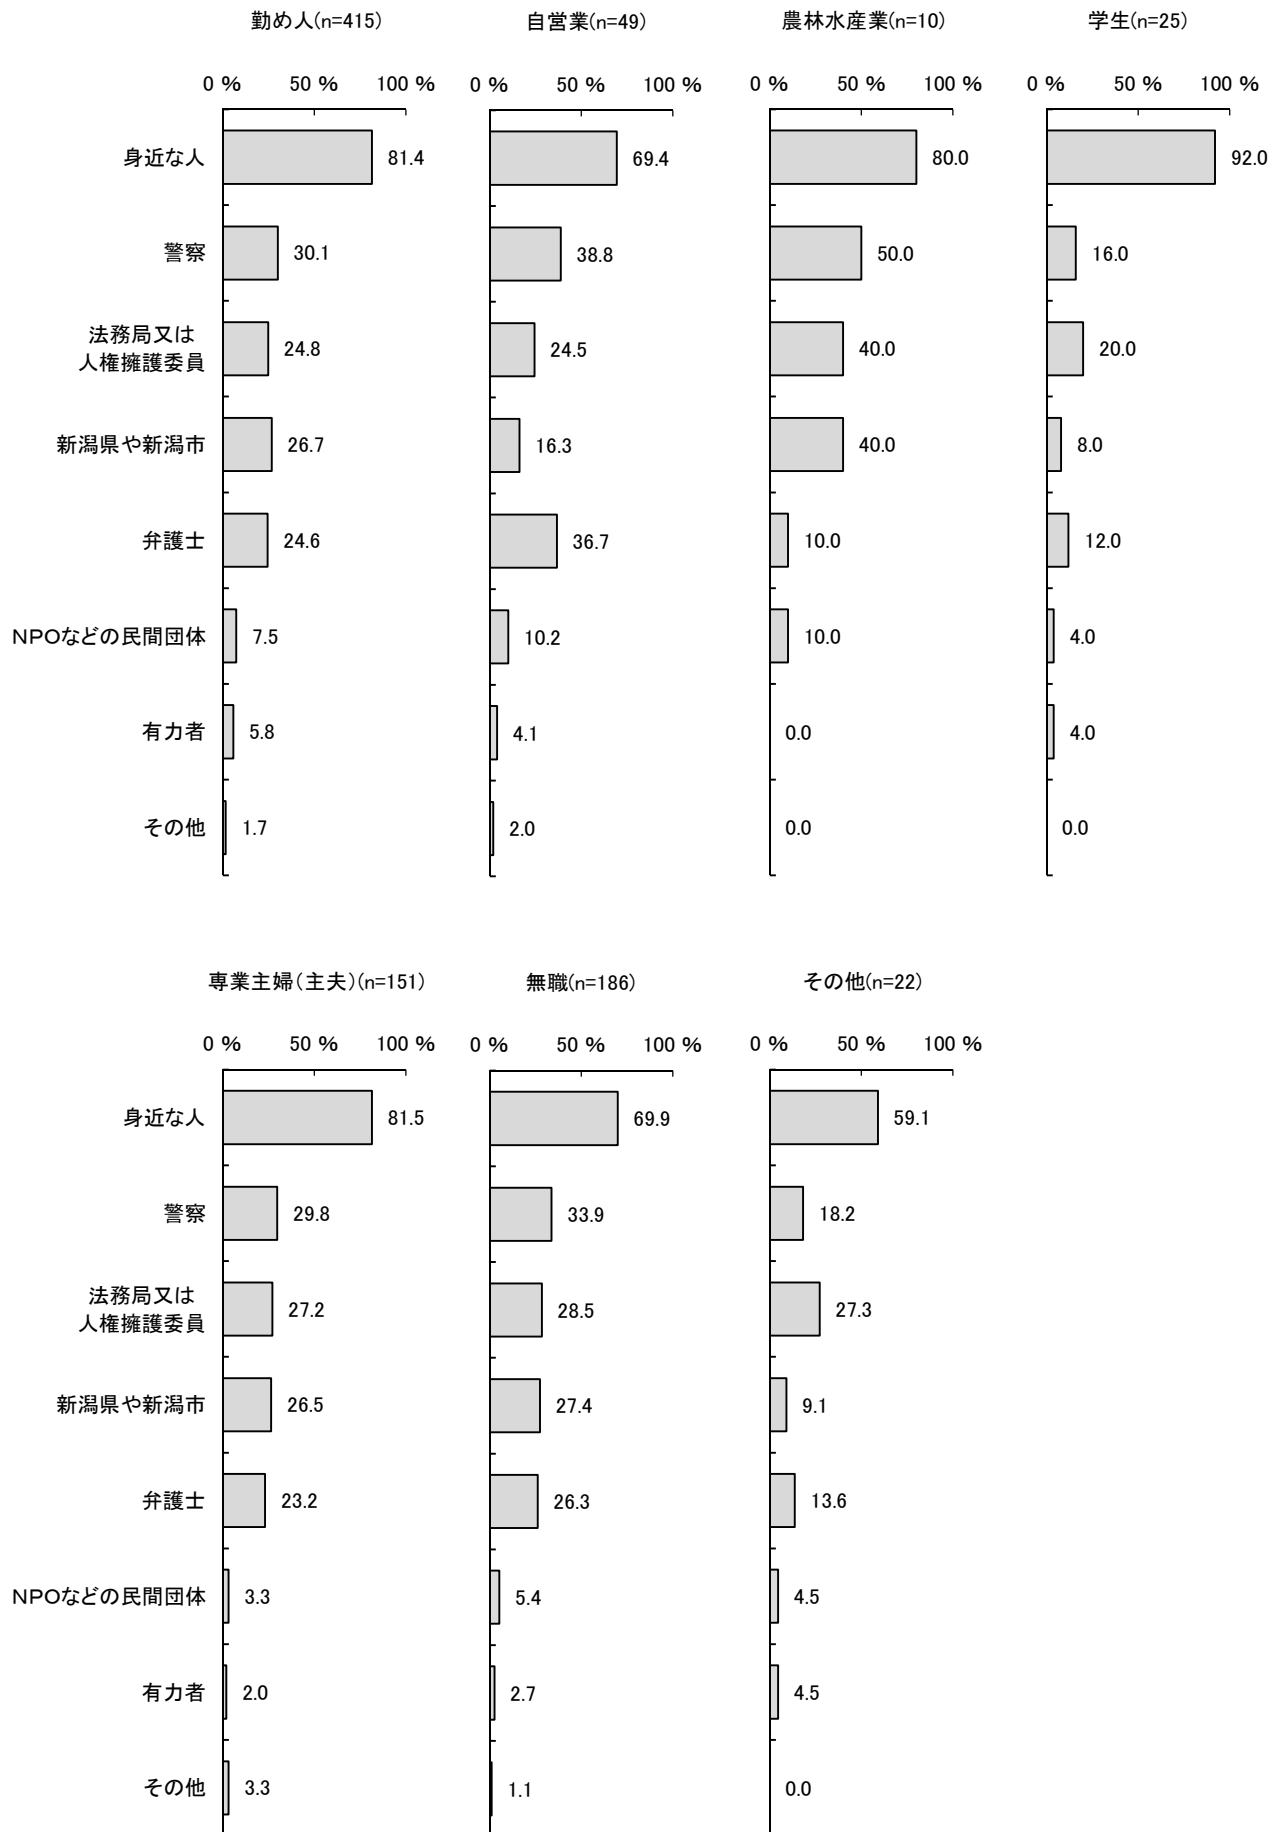 勤め人(n=415) 自営業(n=49) 農林水産業(n=10) 学生(n=25)
0 % 50 % 100 % 0 % 50 % 100 % 0 % 50 % 100 % 0 % 50 % 100 %
身近な人 81.4 69.4 80.0 92.0
警察 30.1 38.8 50.0 16.0
法務局又は
人権擁護委員 24.8 24.5 40.0 20.0
新潟県や新潟市 26.7 16.3 40.0 8.0
弁護士 24.6 36.7 10.0 12.0
NPOなどの民間団体 7.5 10.2 10.0 4.0
有力者 5.8 4.1 0.0 4.0
その他 1.7 2.0 0.0 0.0
専業主婦(主夫)(n=151) 無職(n=186) その他(n=22)
0 % 50 % 100 % 0 % 50 % 100 % 0 % 50 % 100 %
身近な人 81.5 69.9 59.1
警察 29.8 33.9 18.2
法務局又は
人権擁護委員 27.2 28.5 27.3
新潟県や新潟市 26.5 27.4 9.1
弁護士 23.2 26.3 13.6
NPOなどの民間団体 3.3 5.4 4.5
有力者 2.0 2.7 4.5
その他 3.3 1.1 0.0